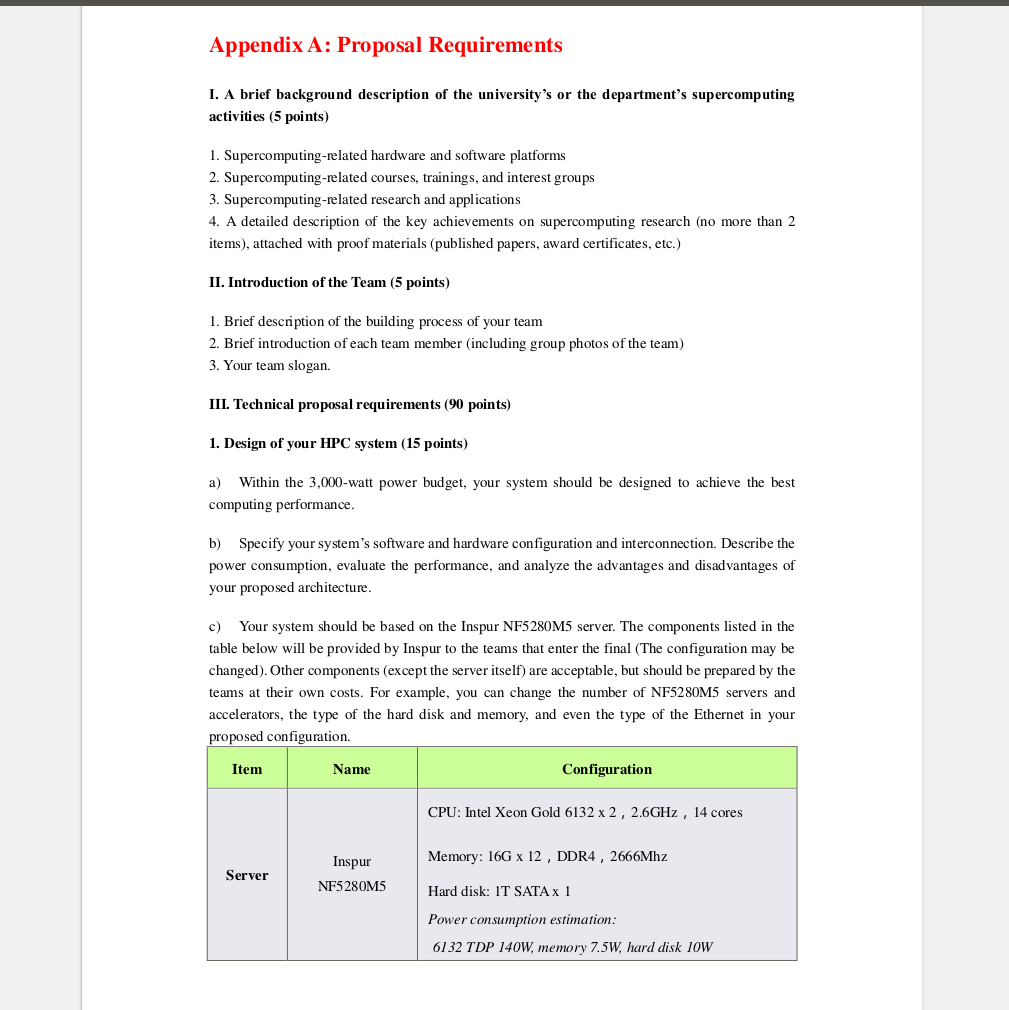 Appendix A: Proposal Requirements
I. A brief background description of the university’s or the department’s supercomputing
activities (5 points)
1. Supercomputing-related hardware and software platforms
2. Supercomputing-related courses, trainings, and interest groups
3. Supercomputing-related research and applications
4. A detailed description of the key achievements on supercomputing research (no more than 2
items), attached with proof materials (published papers, award certificates, etc.)
II. Introduction of the Team (5 points)
1. Brief description of the building process of your team
2. Brief introduction of each team member (including group photos of the team)
3. Your team slogan.
III. Technical proposal requirements (90 points)
1. Design of your HPC system (15 points)
a) Within the 3,000-watt power budget, your system should be designed to achieve the best
computing performance.
b) Specify your system’s software and hardware configuration and interconnection. Describe the
power consumption, evaluate the performance, and analyze the advantages and disadvantages of
your proposed architecture.
c) Your system should be based on the Inspur NF5280M5 server. The components listed in the
table below will be provided by Inspur to the teams that enter the final (The configuration may be
changed). Other components (except the server itself) are acceptable, but should be prepared by the
teams at their own costs. For example, you can change the number of NF5280M5 servers and
accelerators, the type of the hard disk and memory, and even the type of the Ethernet in your
proposed configuration.
Item Name Configuration
Server
Inspur
NF5280M5
CPU: Intel Xeon Gold 6132 x 2，2.6GHz，14 cores
Memory: 16G x 12，DDR4，2666Mhz
Hard disk: 1T SATA x 1
Power consumption estimation:
6132 TDP 140W, memory 7.5W, hard disk 10W